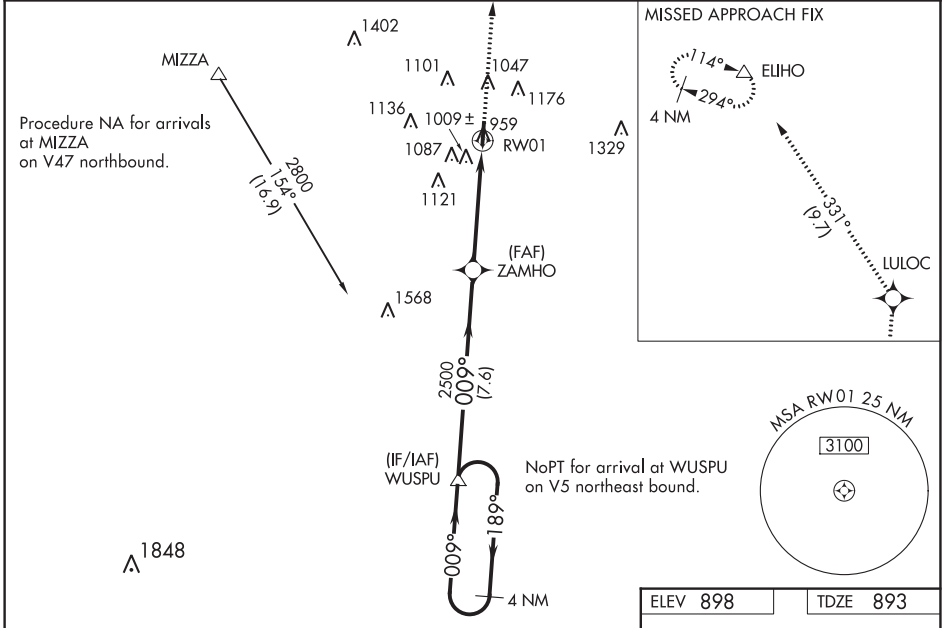 1402
MIZZA
1101
1047
1176
1136
1009 ±
959
RW01
1087
1121
1329
Procedure NA for arrivals
at MIZZA
on V47 northbound.
2800
154°
(16.9)
(FAF)
ZAMHO
1568
2500
009°
(7.6)
(IF/IAF)
WUSPU
NoPT for arrival at WUSPU
on V5 northeast bound.
009°
189°
4 NM
1848
MISSED APPROACH FIX
114°
ELIHO
294°
4 NM
331°
(9.7)
LULOC
MSA RW01 25 NM
3100
ELEV 898
TDZE 893